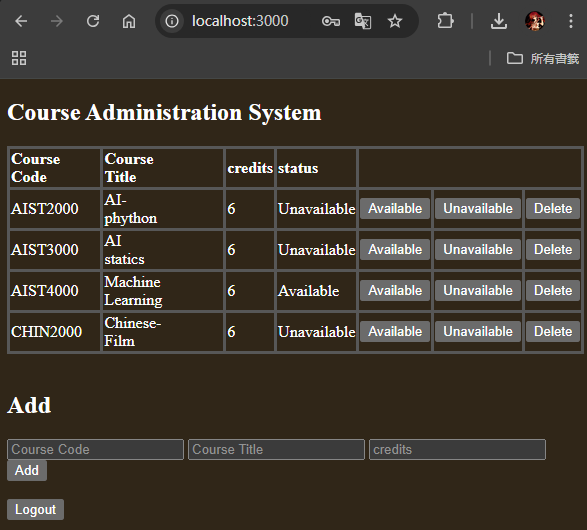 localhost:3000
所有書籤
Course Administration System
Course Code
Course Title
credits
status
AIST2000
AI-phython
6
Unavailable
Available
Unavailable
Delete
AIST3000
AI statics
6
Unavailable
Available
Unavailable
Delete
AIST4000
Machine Learning
6
Available
Available
Unavailable
Delete
CHIN2000
Chinese-Film
6
Unavailable
Available
Unavailable
Delete
Add
Course Code
Course Title
credits
Add
Logout